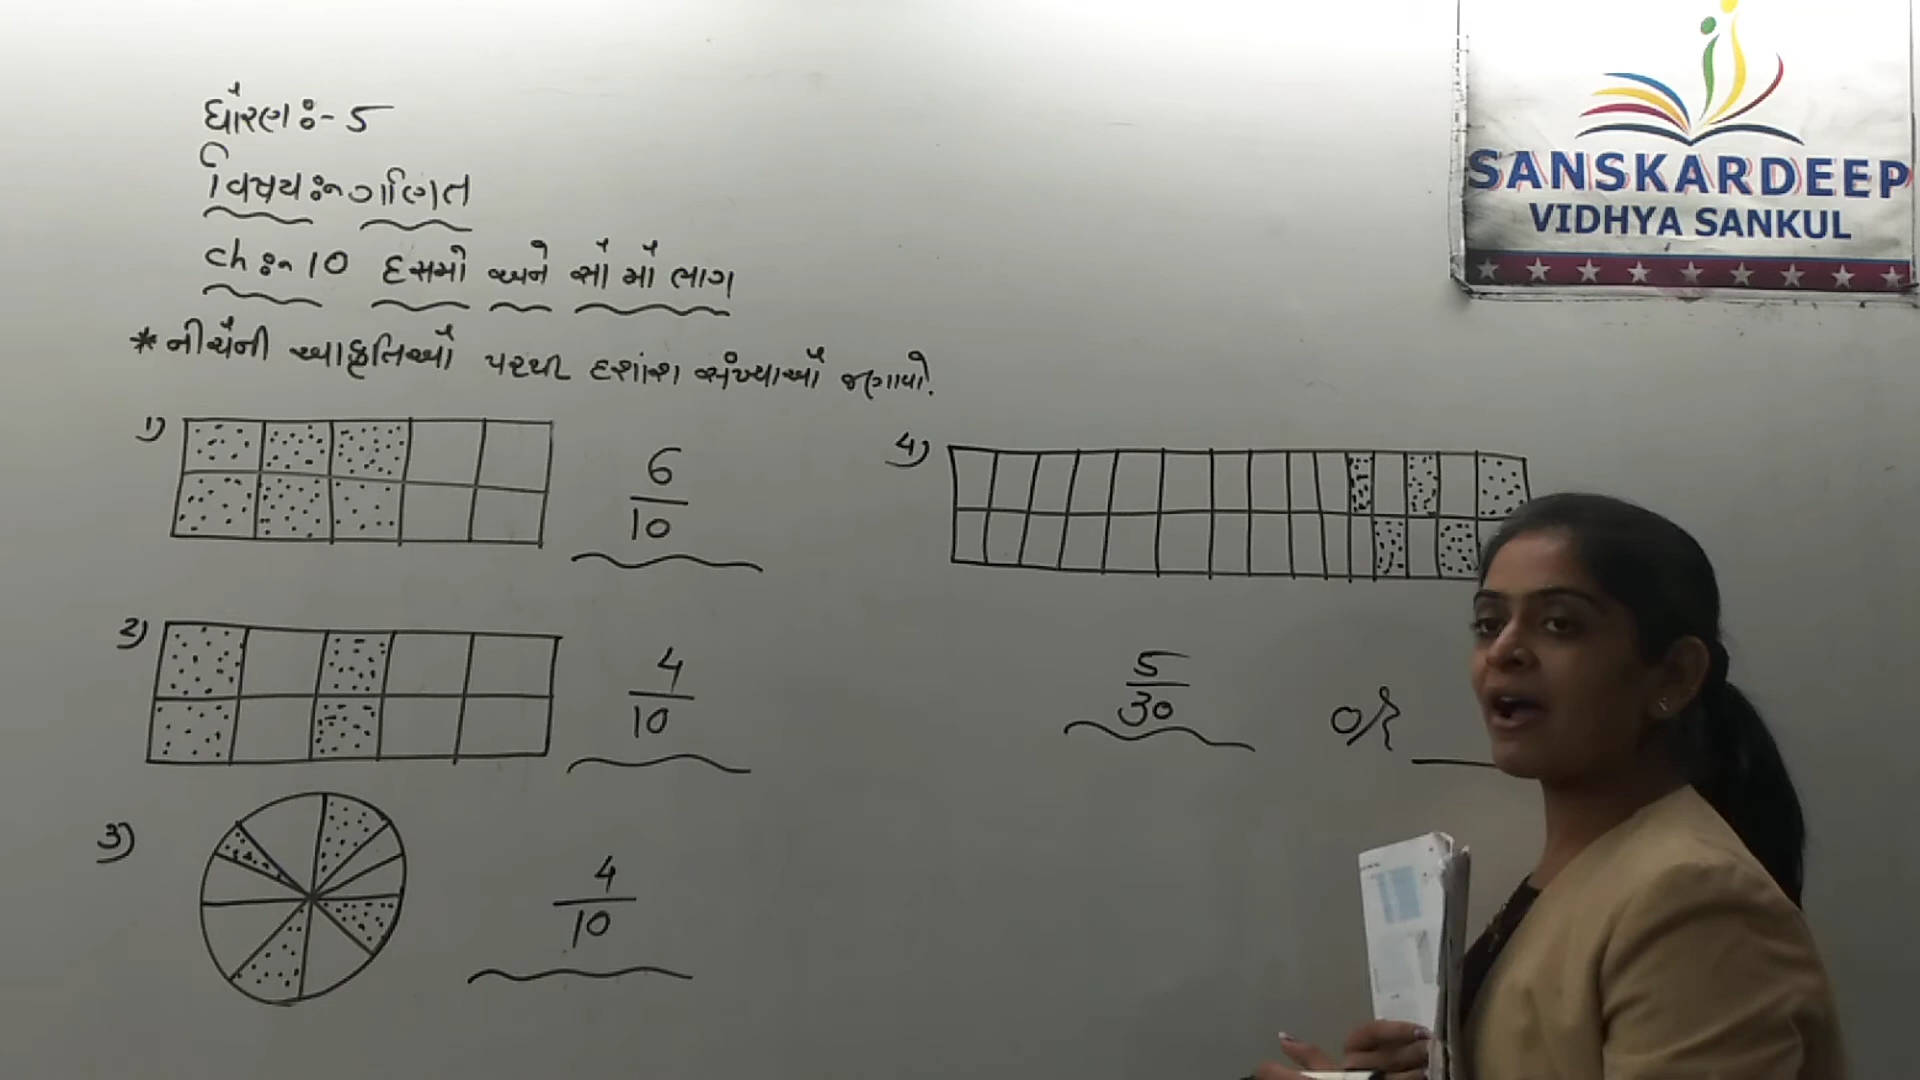 ધોરણ :- 5
વિષય :- ગણિત
ch :- 10 દસમો અને સો મો ભાગ
* નીચેની આકૃતિઓ પરથી દશાંશ સંખ્યાઓ જણાવો.
1)
6
10
2)
4
10
3)
4
10
4)
5
30
OR
SANSKARDEEP
VIDHYA SANKUL